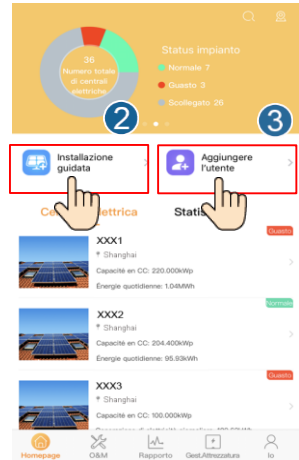 Status Impianto
36
Numero totale
di centrali
elettriche
Normale 7
Guasto 3
Scollegato 26
2
3
Installazione
guidata
Aggiungere
l'utente
Guasto
XXX1
Shanghai
Capacité en CC: 220.000kWp
Énergie quotidienne: 1.04MWh
Normale
XXX2
Shanghai
Capacité en CC: 204.400kWp
Énergie quotidienne: 95.93kWh
Guasto
XXX3
Shanghai
Capacité en CC: 100.000kWp
Homepage
O&M
Rapporto
Gest.Attrezzatura
Io